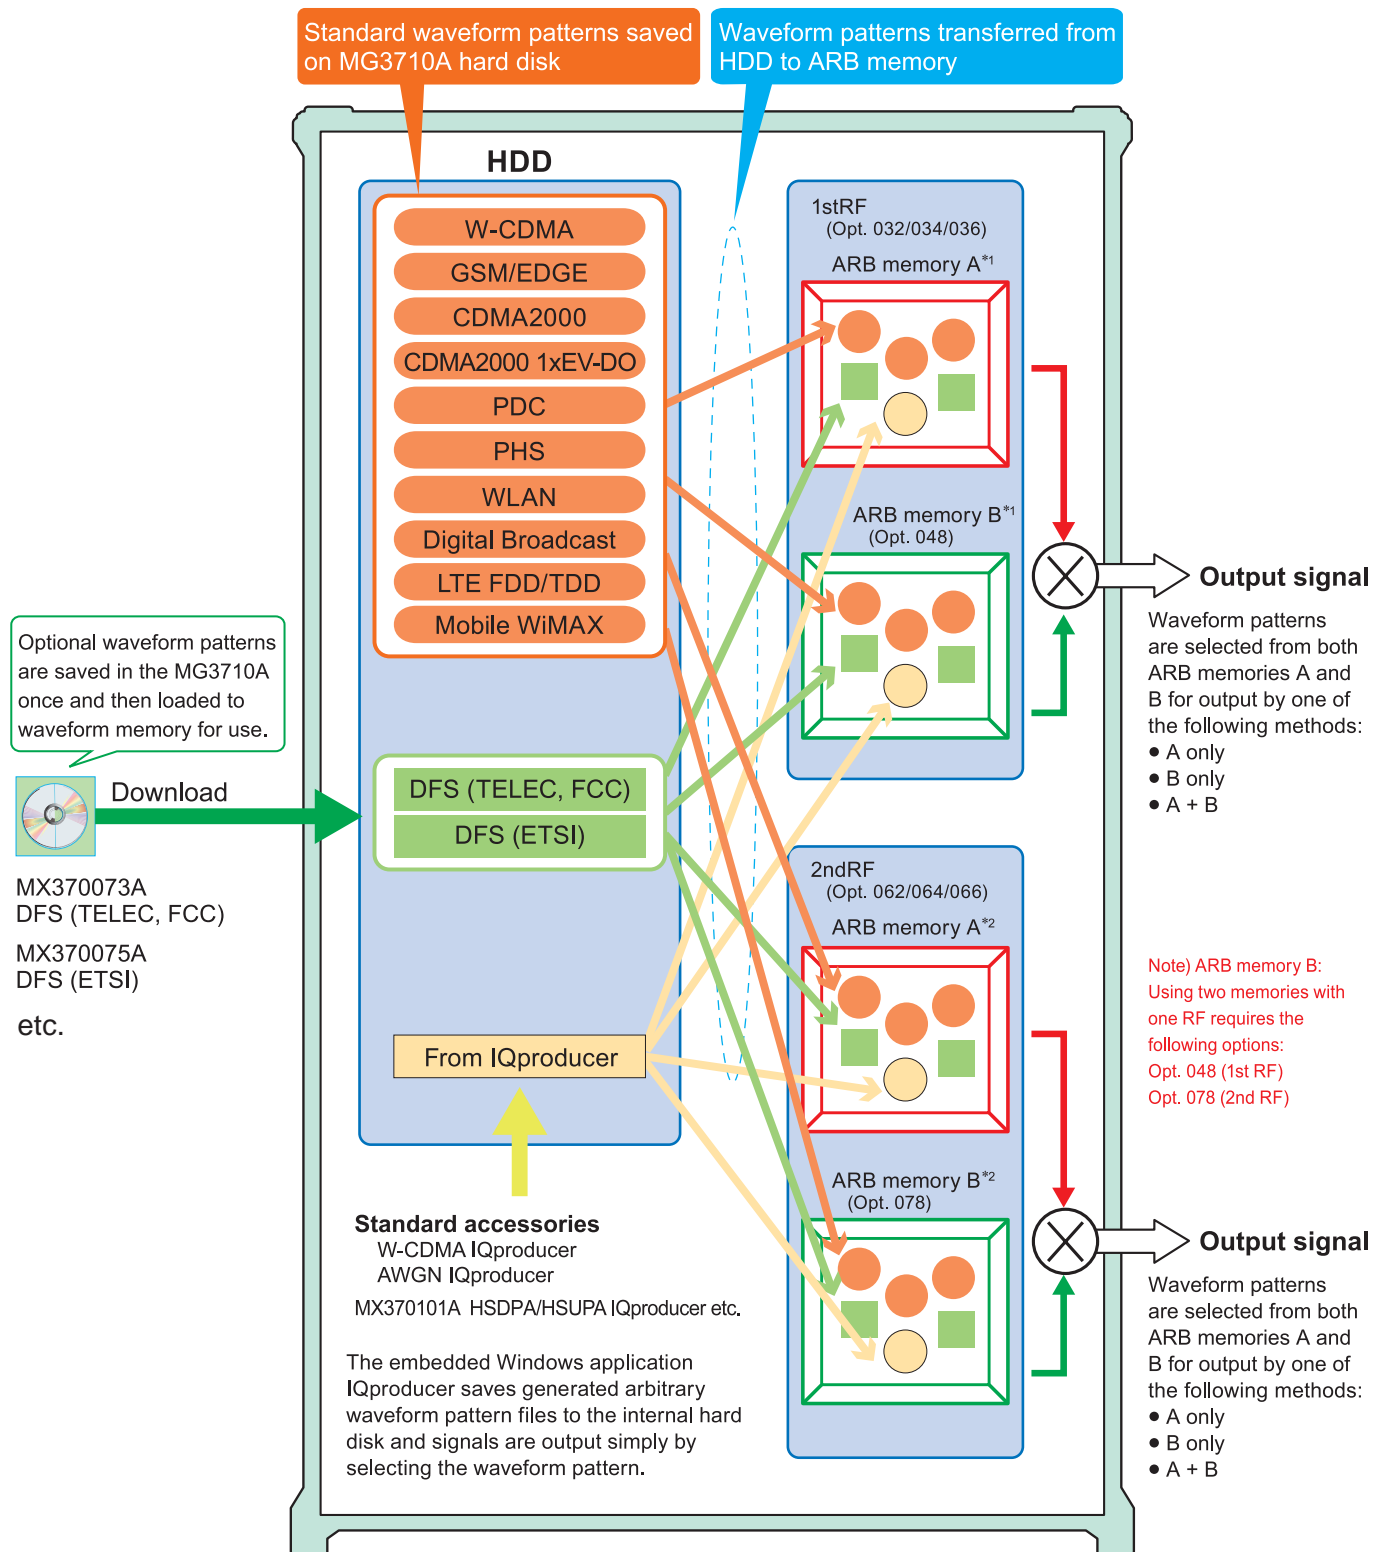 Standard waveform patterns saved
on MG3710A hard disk
Waveform patterns transferred from
HDD to ARB memory
HDD
W-CDMA
GSM/EDGE
CDMA2000
CDMA2000 1xEV-DO
PDC
PHS
WLAN
Digital Broadcast
LTE FDD/TDD
Mobile WiMAX
Optional waveform patterns
are saved in the MG3710A
once and then loaded to
waveform memory for use.
Download
MX370073A
DFS (TELEC, FCC)
MX370075A
DFS (ETSI)
etc.
DFS (TELEC, FCC)
DFS (ETSI)
From IQproducer
Standard accessories
W-CDMA IQproducer
AWGN IQproducer
MX370101A HSDPA/HSUPA IQproducer etc.
The embedded Windows application
IQproducer saves generated arbitrary
waveform pattern files to the internal hard
disk and signals are output simply by
selecting the waveform pattern.
1stRF
(Opt. 032/034/036)
ARB memory A*1
ARB memory B*1
(Opt. 048)
2ndRF
(Opt. 062/064/066)
ARB memory A*2
ARB memory B*2
(Opt. 078)
Output signal
Waveform patterns
are selected from both
ARB memories A and
B for output by one of
the following methods:
● A only
● B only
● A + B
Note) ARB memory B:
Using two memories with
one RF requires the
following options:
Opt. 048 (1st RF)
Opt. 078 (2nd RF)
Output signal
Waveform patterns
are selected from both
ARB memories A and
B for output by one of
the following methods:
● A only
● B only
● A + B